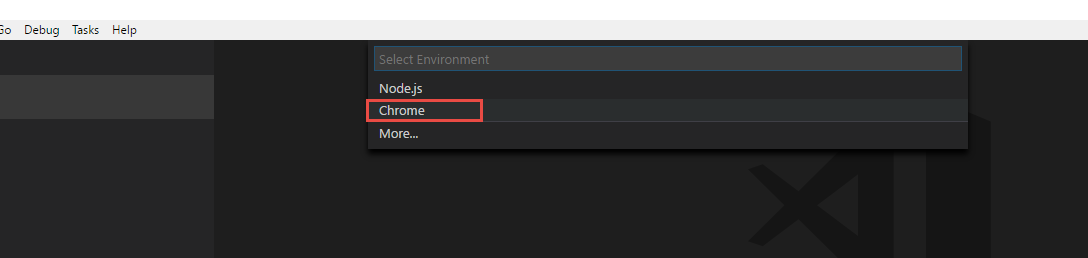 Go Debug Tasks Help
Select Environment
Node.js
Chrome
More...